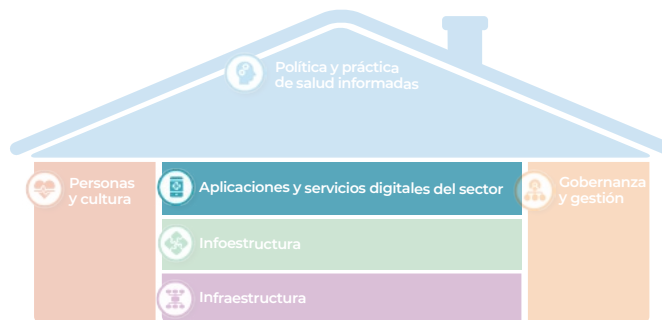 Política y práctica
de salud informadas
Personas
y cultura
Aplicaciones y servicios digitales del sector
Gobernanza
y gestión
Infoestructura
Infraestructura